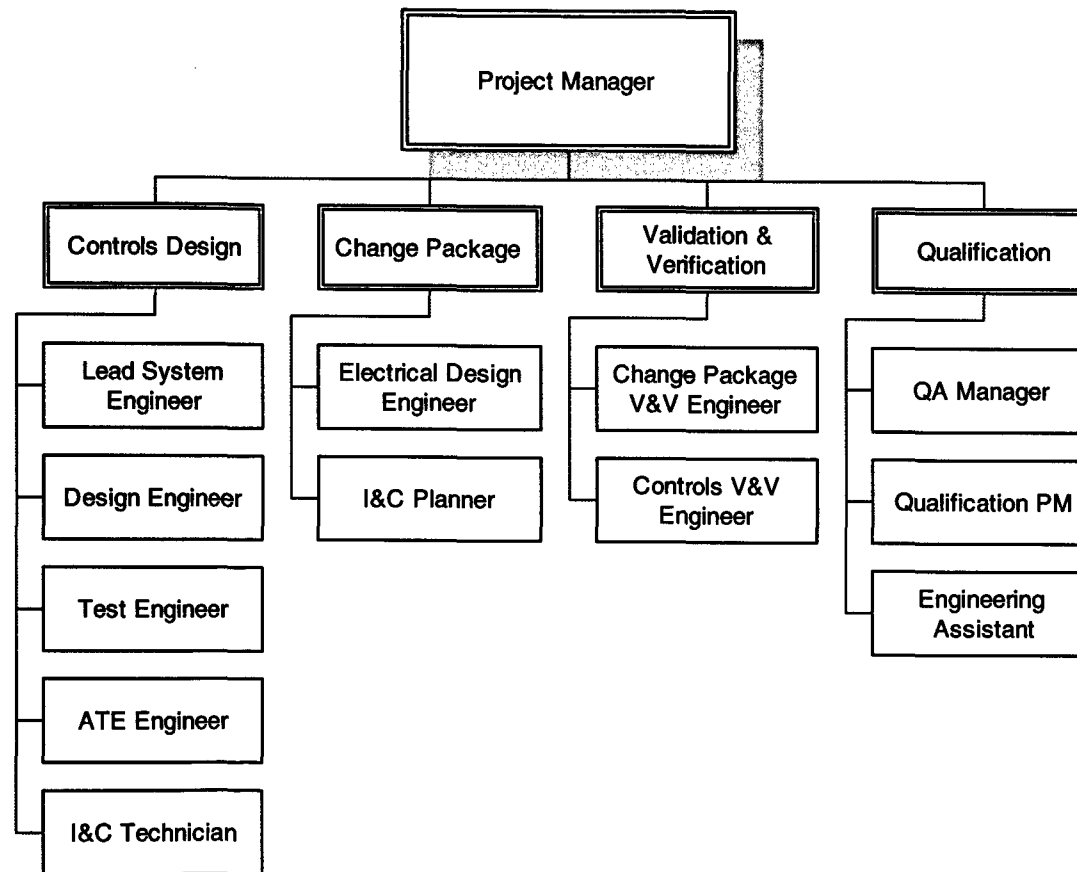 Project Manager
Controls Design
Change Package
Validation &
Verification
Qualification
Lead System
Engineer
Design Engineer
Test Engineer
ATE Engineer
I&C Technician
Electrical Design
Engineer
I&C Planner
Change Package
V&V Engineer
Controls V&V
Engineer
QA Manager
Qualification PM
Engineering
Assistant